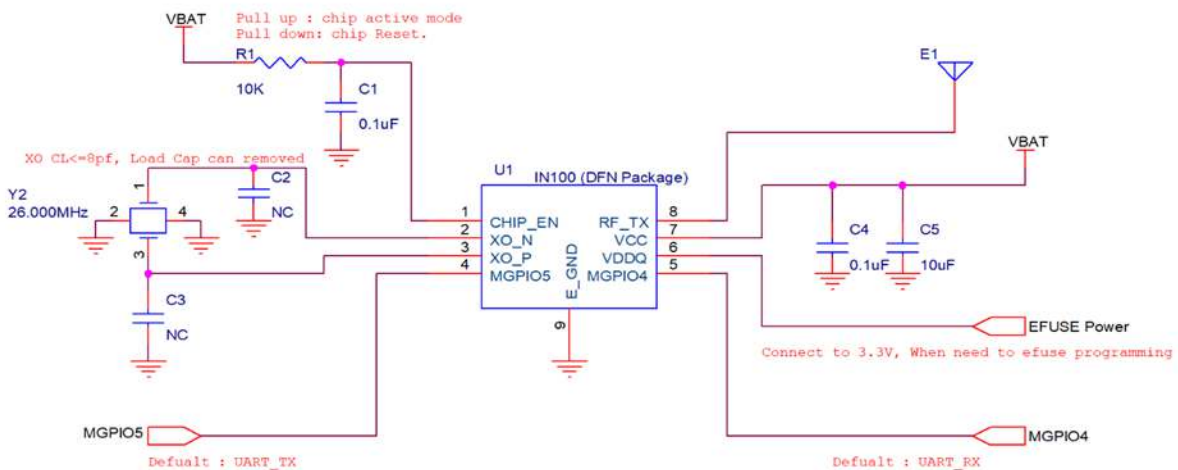 VBAT
Pull up : chip active mode
Pull down: chip Reset.
R1
10K
C1
0.1uF
E1
VBAT
XO CL<=8pf, Load Cap can removed
Y2
26.000MHz
1
2
4
3
C2
NC
C3
NC
U1
IN100 (DFN Package)
1
CHIP_EN
2
XO_N
3
XO_P
4
MGPIO5
RF_TX
8
VCC
7
VDDQ
6
MGPIO4
5
E_GND
9
C4
0.1uF
C5
10uF
EFUSE Power
Connect to 3.3V, When need to efuse programming
MGPIO5
Defualt : UART_TX
MGPIO4
Defualt : UART_RX